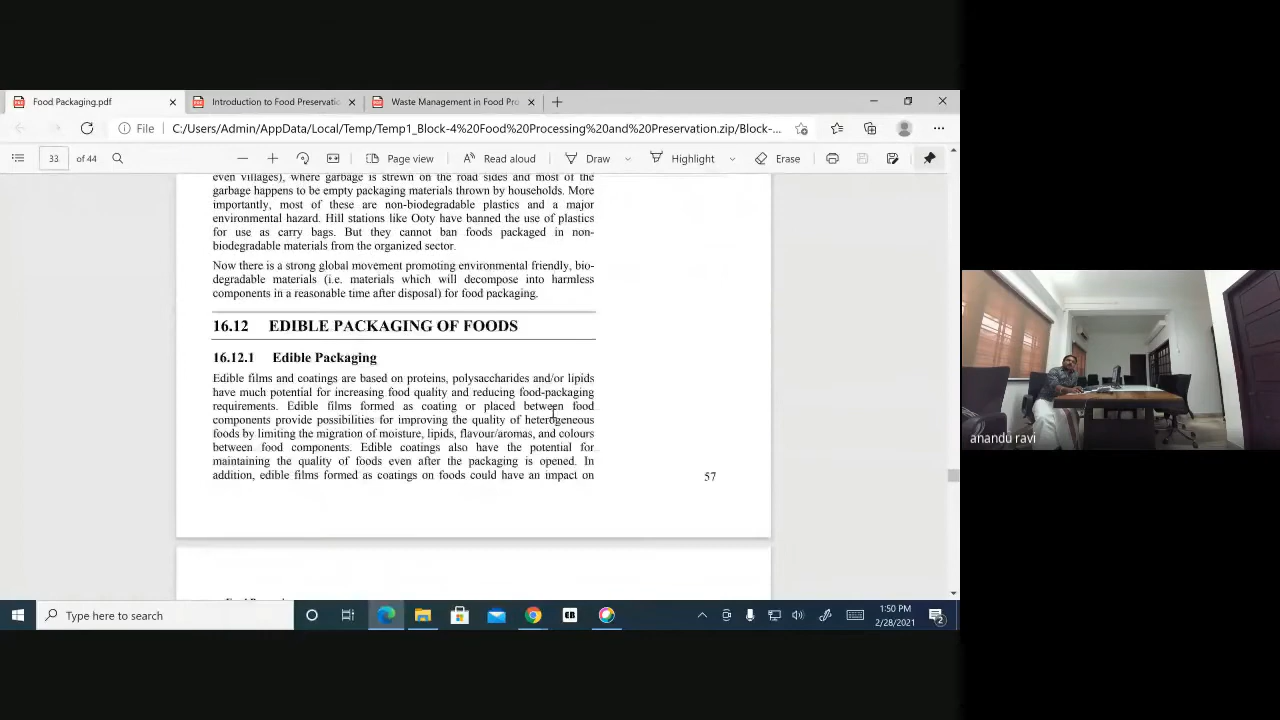 Food Packaging.pdf
Introduction to Food Preservatio
Waste Management in Food Pro
File
C:/Users/Admin/AppData/Local/Temp/Temp1_Block-4%20Food%20Processing%20and%20Preservation.zip/Block-...
33 of 44
Page view
Read aloud
Draw
Highlight
Erase
even villages), where garbage is strewn on the road sides and most of the
garbage happens to be empty packaging materials thrown by households. More
importantly, most of these are non-biodegradable plastics and a major
environmental hazard. Hill stations like Ooty have banned the use of plastics
for use as carry bags. But they cannot ban foods packaged in non-
biodegradable materials from the organized sector.
Now there is a strong global movement promoting environmental friendly, bio-
degradable materials (i.e. materials which will decompose into harmless
components in a reasonable time after disposal) for food packaging.
16.12 EDIBLE PACKAGING OF FOODS
16.12.1 Edible Packaging
Edible films and coatings are based on proteins, polysaccharides and/or lipids
have much potential for increasing food quality and reducing food-packaging
requirements. Edible films formed as coating or placed between food
components provide possibilities for improving the quality of heterogeneous
foods by limiting the migration of moisture, lipids, flavour/aromas, and colours
between food components. Edible coatings also have the potential for
maintaining the quality of foods even after the packaging is opened. In
addition, edible films formed as coatings on foods could have an impact on
57
anandu ravi
Type here to search
1:50 PM
2/28/2021
2